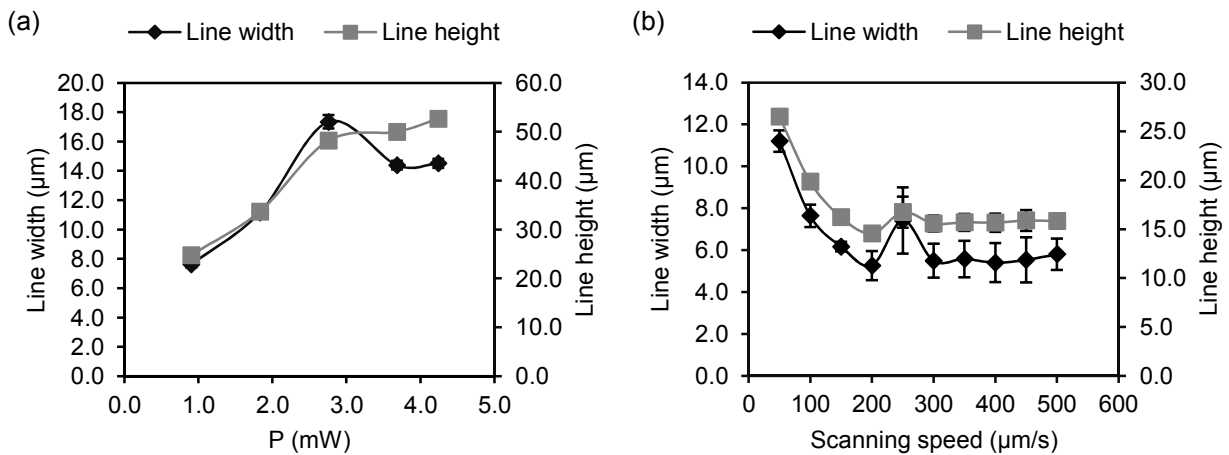 (a)
Line width
Line height
20.0
18.0
16.0
14.0
12.0
10.0
8.0
6.0
4.0
2.0
0.0
Line width (µm)
60.0
50.0
40.0
30.0
20.0
10.0
0.0
Line height (µm)
0.0 1.0 2.0 3.0 4.0 5.0
P (mW)
(b)
Line width
Line height
14.0
12.0
10.0
8.0
6.0
4.0
2.0
0.0
Line width (µm)
30.0
25.0
20.0
15.0
10.0
5.0
0.0
Line height (µm)
0 100 200 300 400 500 600
Scanning speed (µm/s)